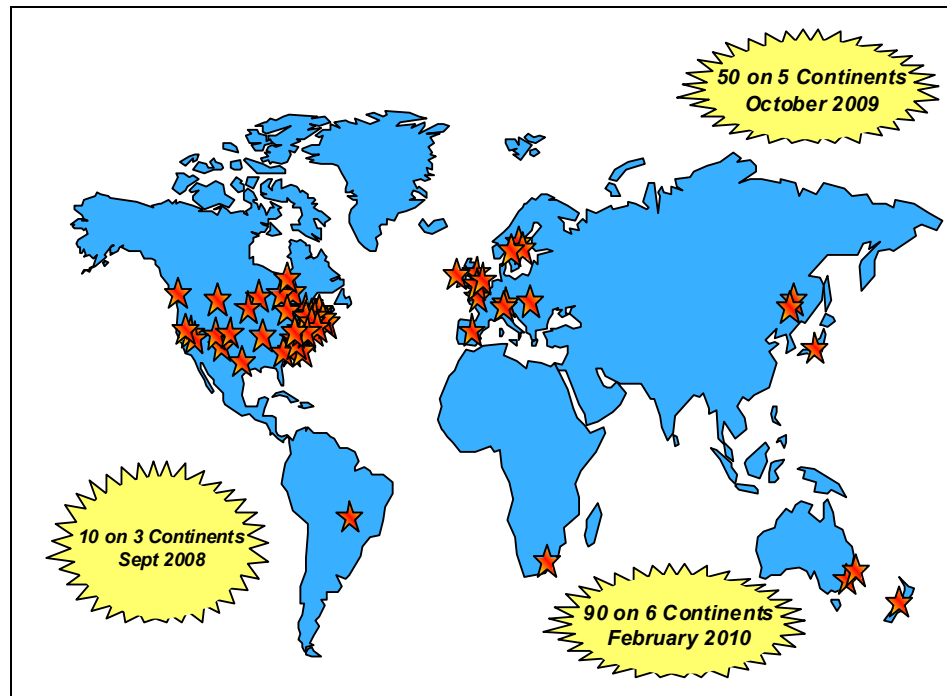 50 on 5 Continents
October 2009
10 on 3 Continents
Sept 2008
90 on 6 Continents
February 2010